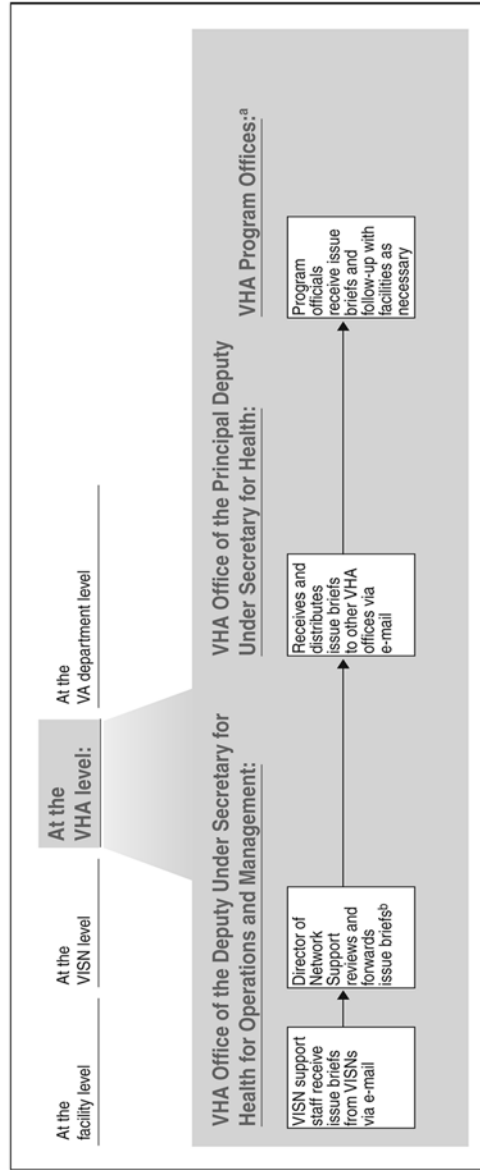 At the
facility level
At the
VISN level
At the
VHA level:
At the
VA department level
VHA Office of the Deputy Under Secretary for
Health for Operations and Management:
VISN support
staff receive
issue briefs
from VISNs
via e-mail
Director of
Network
Support
reviews and
forwards
issue briefsᵇ
VHA Office of the Principal Deputy
Under Secretary for Health:
Receives and
distributes
issue briefs
to other VHA
offices via
e-mail
VHA Program Offices:ᵃ
Program
officials
receive issue
briefs and
follow-up with
facilities as
necessary